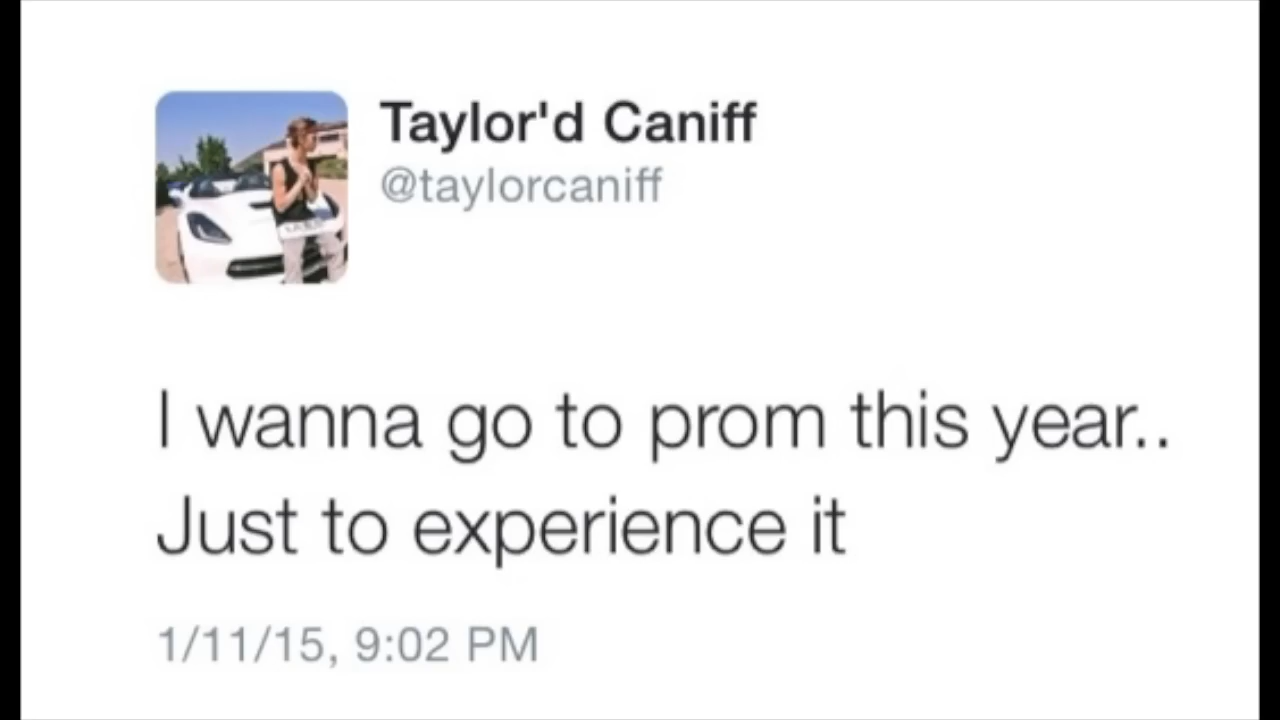 Taylor'd Caniff
@taylorcaniff
I wanna go to prom this year..
Just to experience it
1/11/15, 9:02 PM